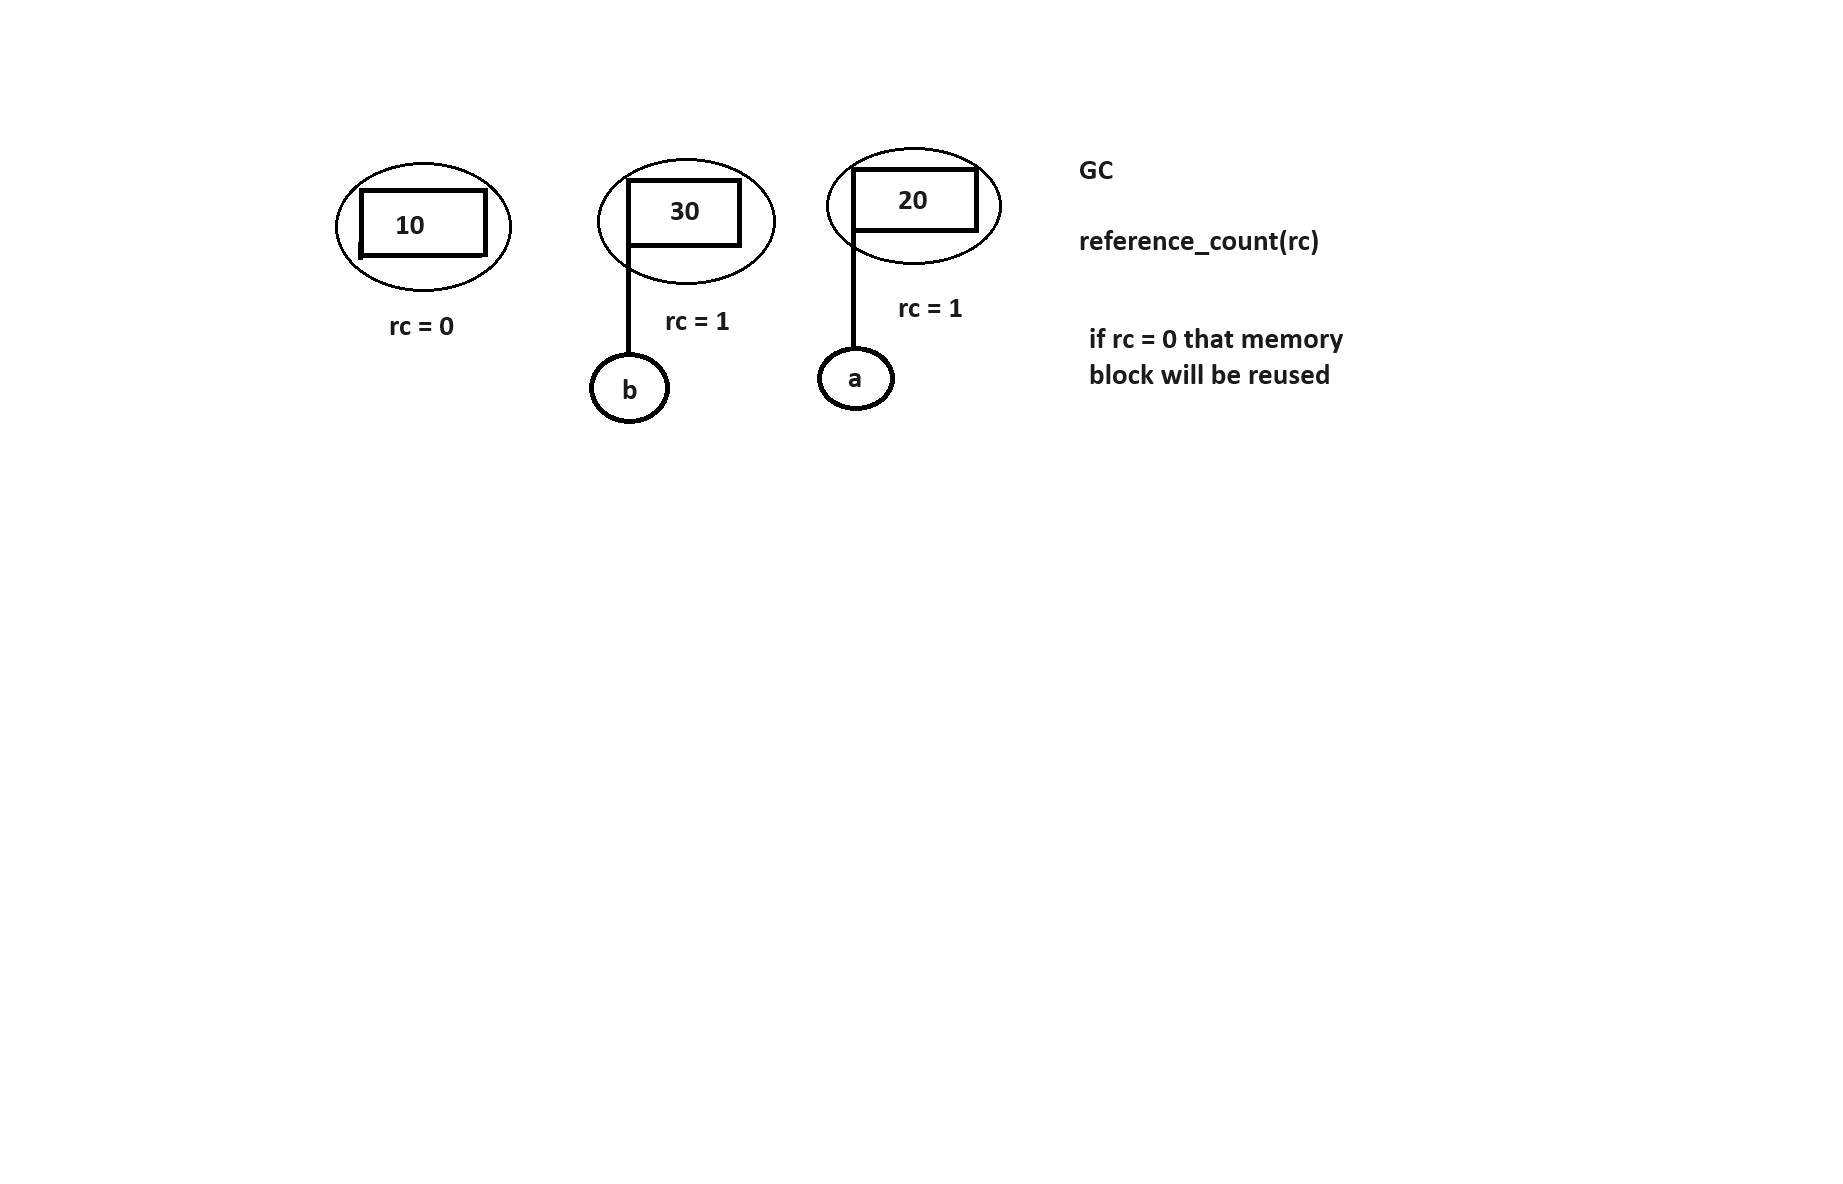 10
rc = 0
30
rc = 1
b
20
rc = 1
a
GC
reference_count(rc)
if rc = 0 that memory
block will be reused